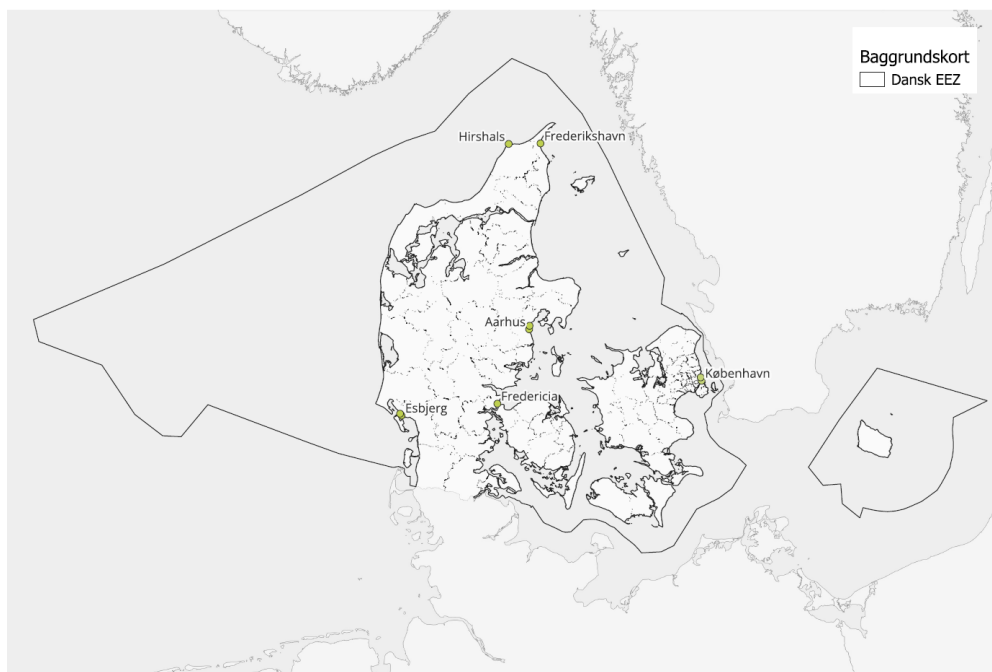 Baggrundskort
Dansk EEZ
Hirshals
Frederikshavn
Aarhus
København
Fredericia
Esbjerg